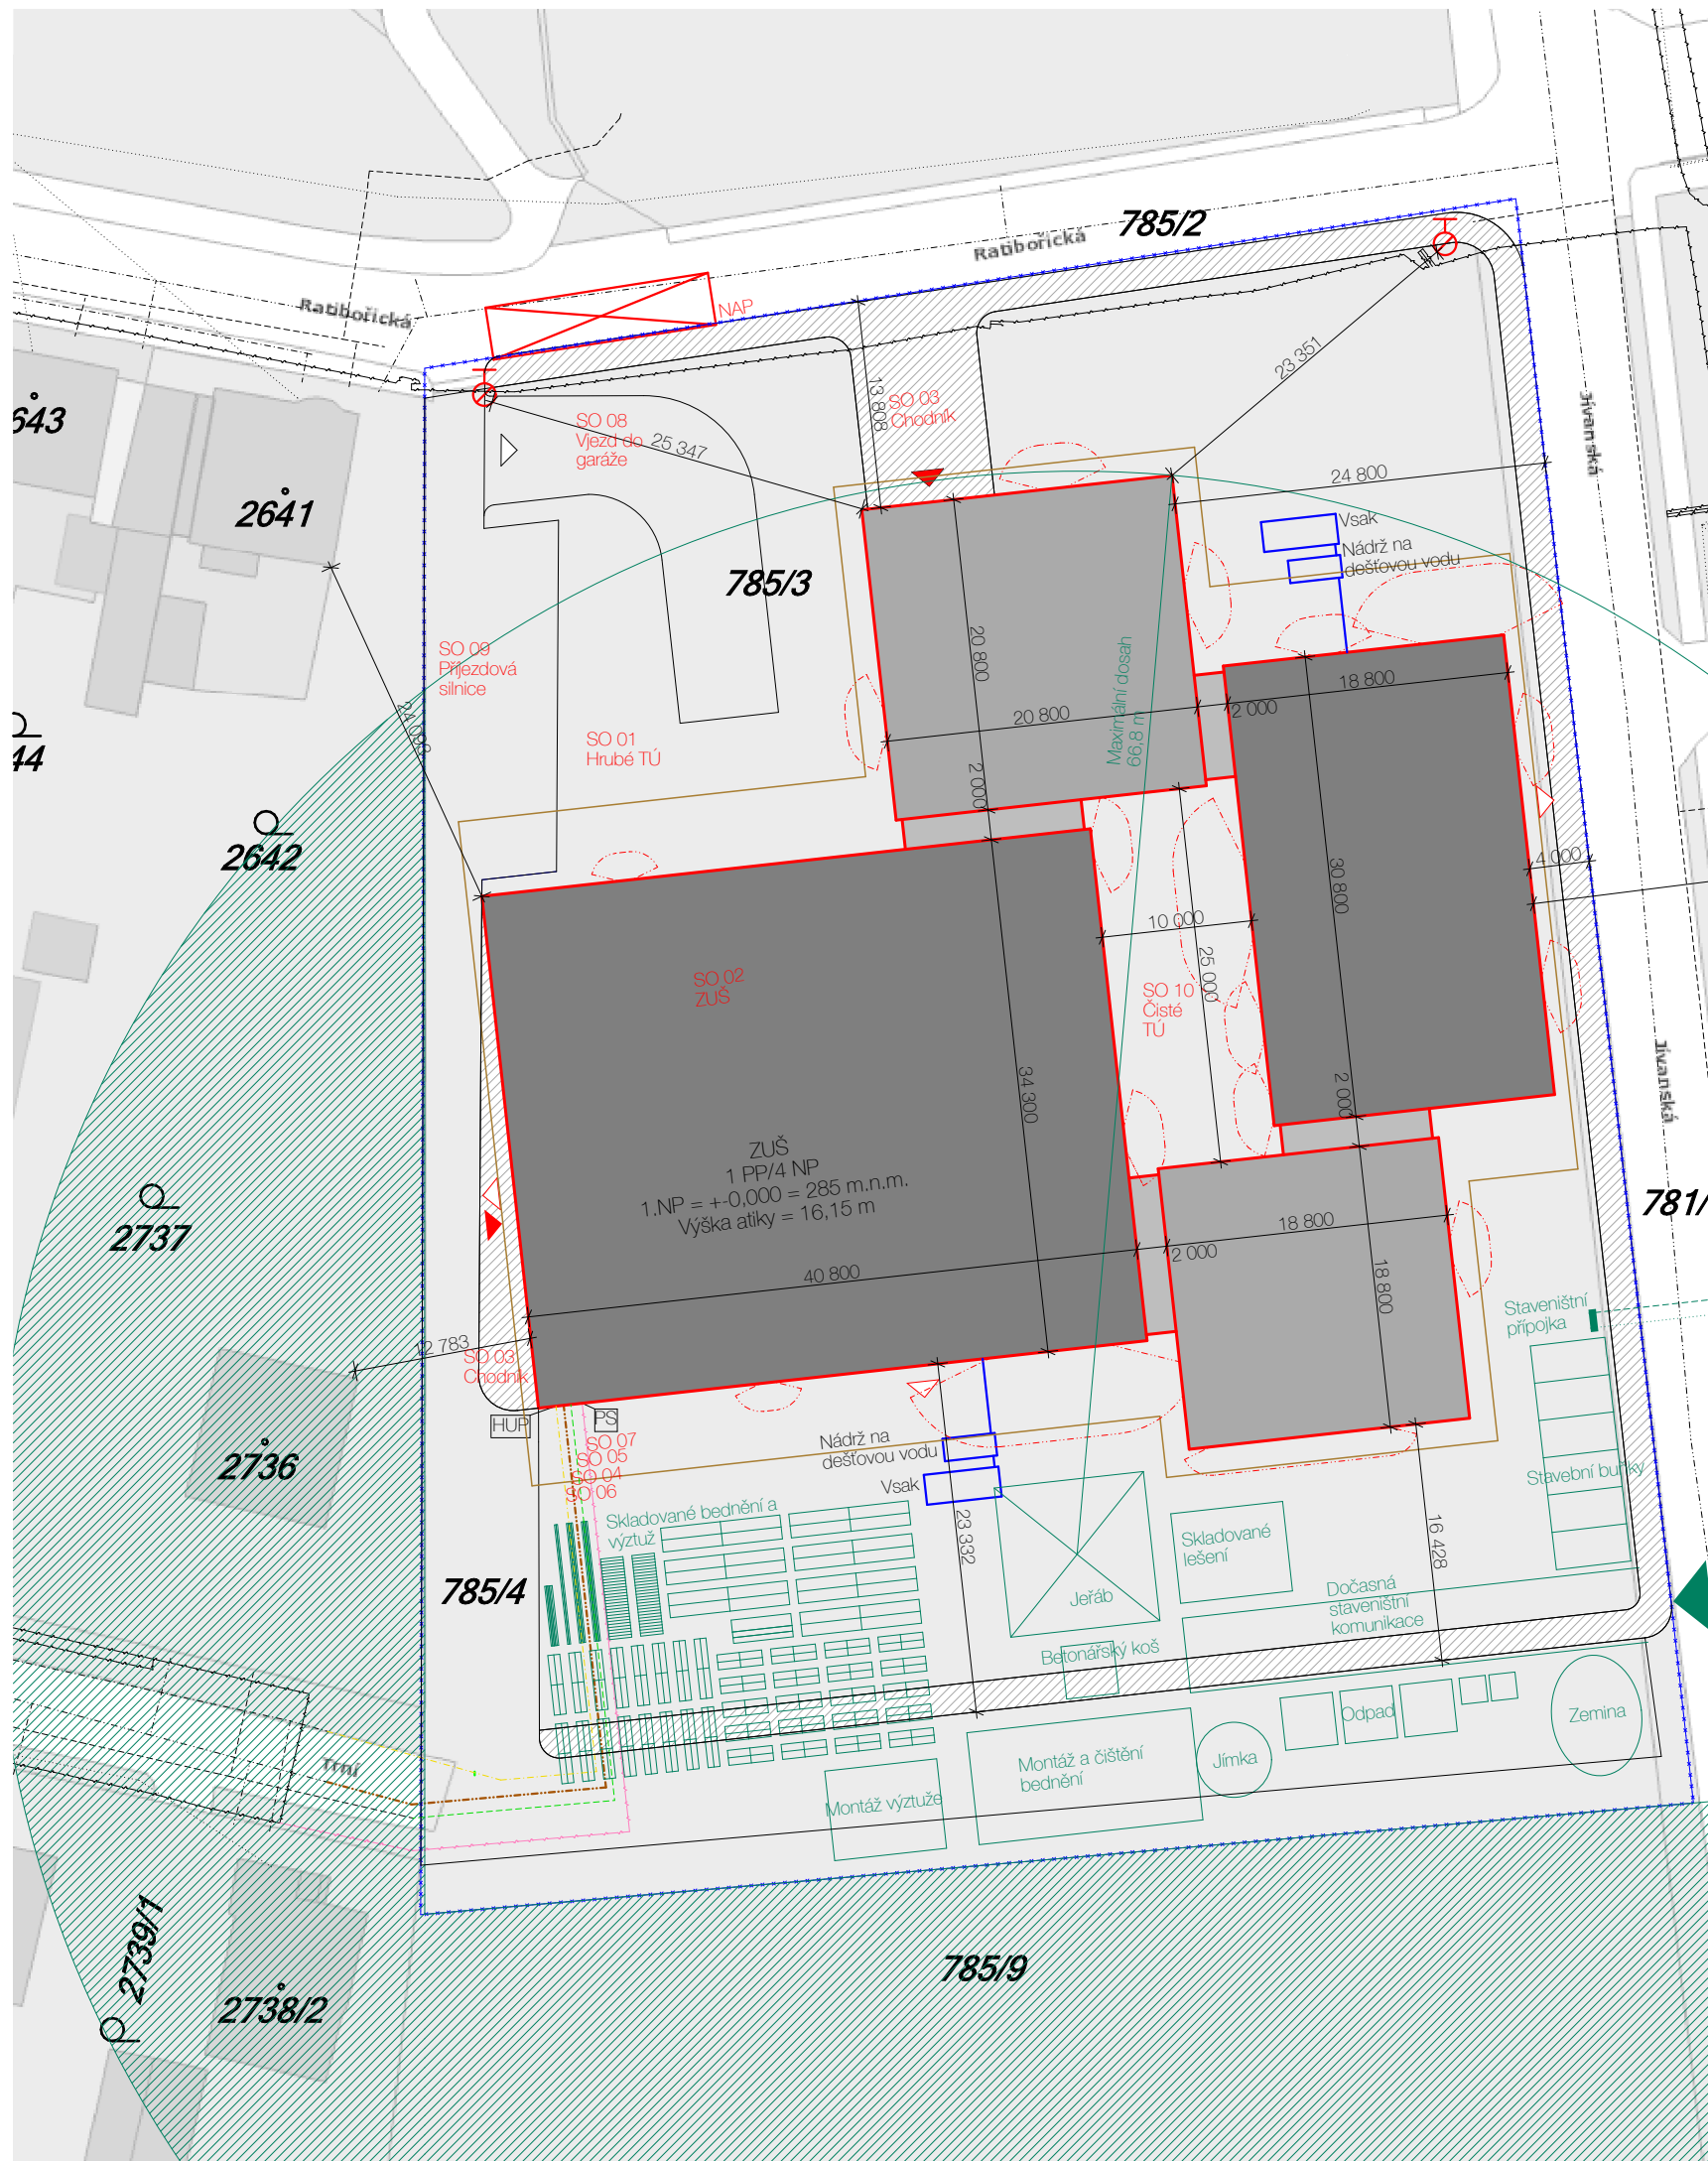 785/2
Ratibořická
Ratibořická
NAP
23 351
13 808
SO 03
Chodník
SO 08
Vjezd do
garáže
25 347
Jívanská
643
24 800
2641
Vsak
Nádrž na
dešťovou vodu
785/3
20 800
Maximální dosah
66,8 m
SO 09
Příjezdová
silnice
18 800
2 000
20 800
SO 01
Hrubé TÚ
44
2 000
2642
4 000
30 800
10 000
25 000
SO 02
ZUŠ
SO 10
Čisté
TÚ
34 300
2 000
Jívanská
ZUŠ
1 PP/4 NP
1.NP = +-0,000 = 285 m.n.m.
Výška atiky = 16,15 m
781/
2737
18 800
2 000
40 800
18 800
Staveništní
přípojka
12 783
SO 03
Chodník
HUP
PS
Nádrž na
dešťovou vodu
Vsak
SO 07
SO 05
SO 04
SO 06
2736
Stavební buňky
Skladované bednění a
výztuž
23 332
Skladované
lešení
16 428
785/4
Jeřáb
Dočasná
staveništní
komunikace
Betonářský koš
Odpad
Zemina
Trní
Montáž a čištění
bednění
Jímka
Montáž výztuže
2739/1
785/9
2738/2